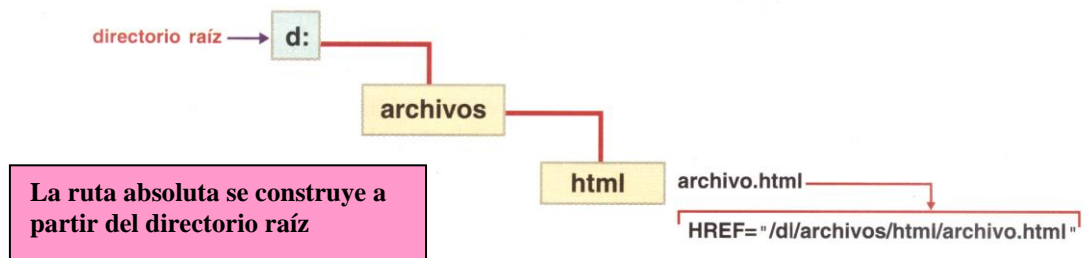 directorio raíz
d:
archivos
html
archivo.html
HREF="/dl/archivos/html/archivo.html"
La ruta absoluta se construye a
partir del directorio raíz